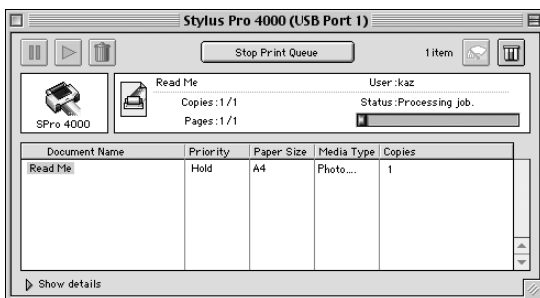 Stylus Pro 4000 (USB Port 1)
Stop Print Queue
1 item
SPro 4000
Read Me
User :kaz
Copies :1 /1
Status :Processing job.
Pages :1 /1
Document Name Priority Paper Size Media Type Copies
Read Me Hold A4 Photo.... 1
Show details